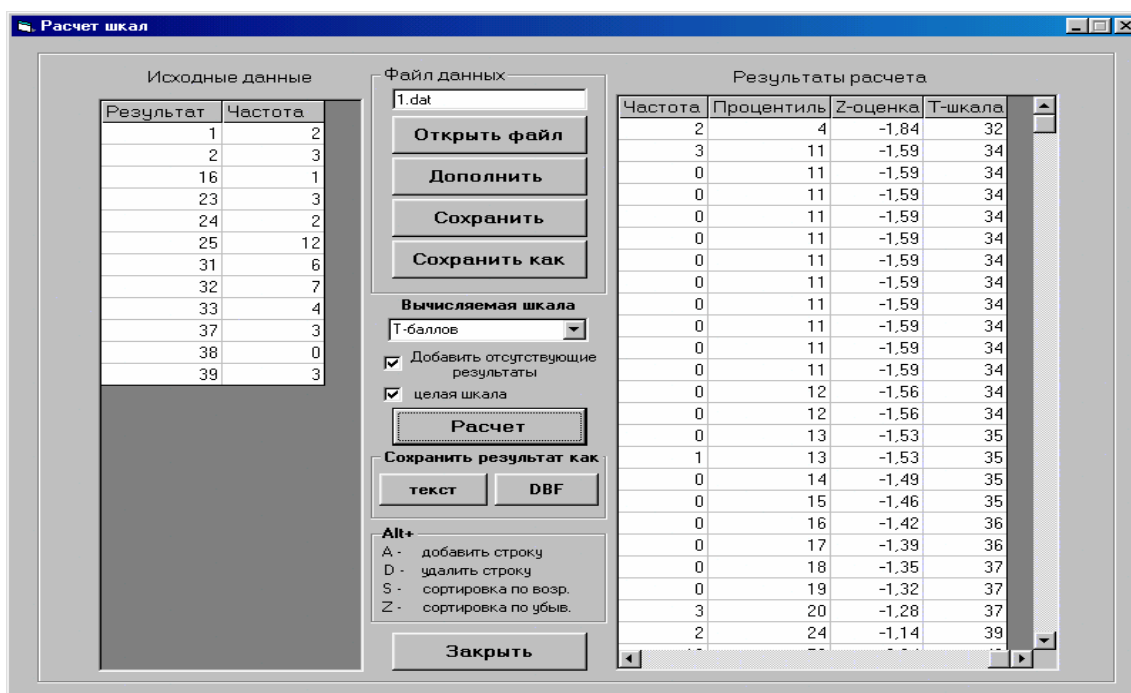 Расчет шкал
Исходные данные
Результат Частота
1 2
2 3
16 1
23 3
24 2
25 12
31 6
32 7
33 4
37 3
38 0
39 3
Файл данных
1.dat
Открыть файл
Дополнить
Сохранить
Сохранить как
Вычисляемая шкала
Т-баллов
Добавить отсутствующие
результаты
целая шкала
Расчет
Сохранить результат как
текст DBF
Alt+
A - добавить строку
D - удалить строку
S - сортировка по возр.
Z - сортировка по убыв.
Закрыть
Результаты расчета
Частота Процентиль Z-оценка Т-шкала
2 4 -1,84 32
3 11 -1,59 34
0 11 -1,59 34
0 11 -1,59 34
0 11 -1,59 34
0 11 -1,59 34
0 11 -1,59 34
0 11 -1,59 34
0 11 -1,59 34
0 11 -1,59 34
0 11 -1,59 34
0 11 -1,59 34
0 12 -1,56 34
0 12 -1,56 34
0 13 -1,53 35
1 13 -1,53 35
0 14 -1,49 35
0 15 -1,46 35
0 16 -1,42 36
0 17 -1,39 36
0 18 -1,35 37
0 19 -1,32 37
3 20 -1,28 37
2 24 -1,14 39